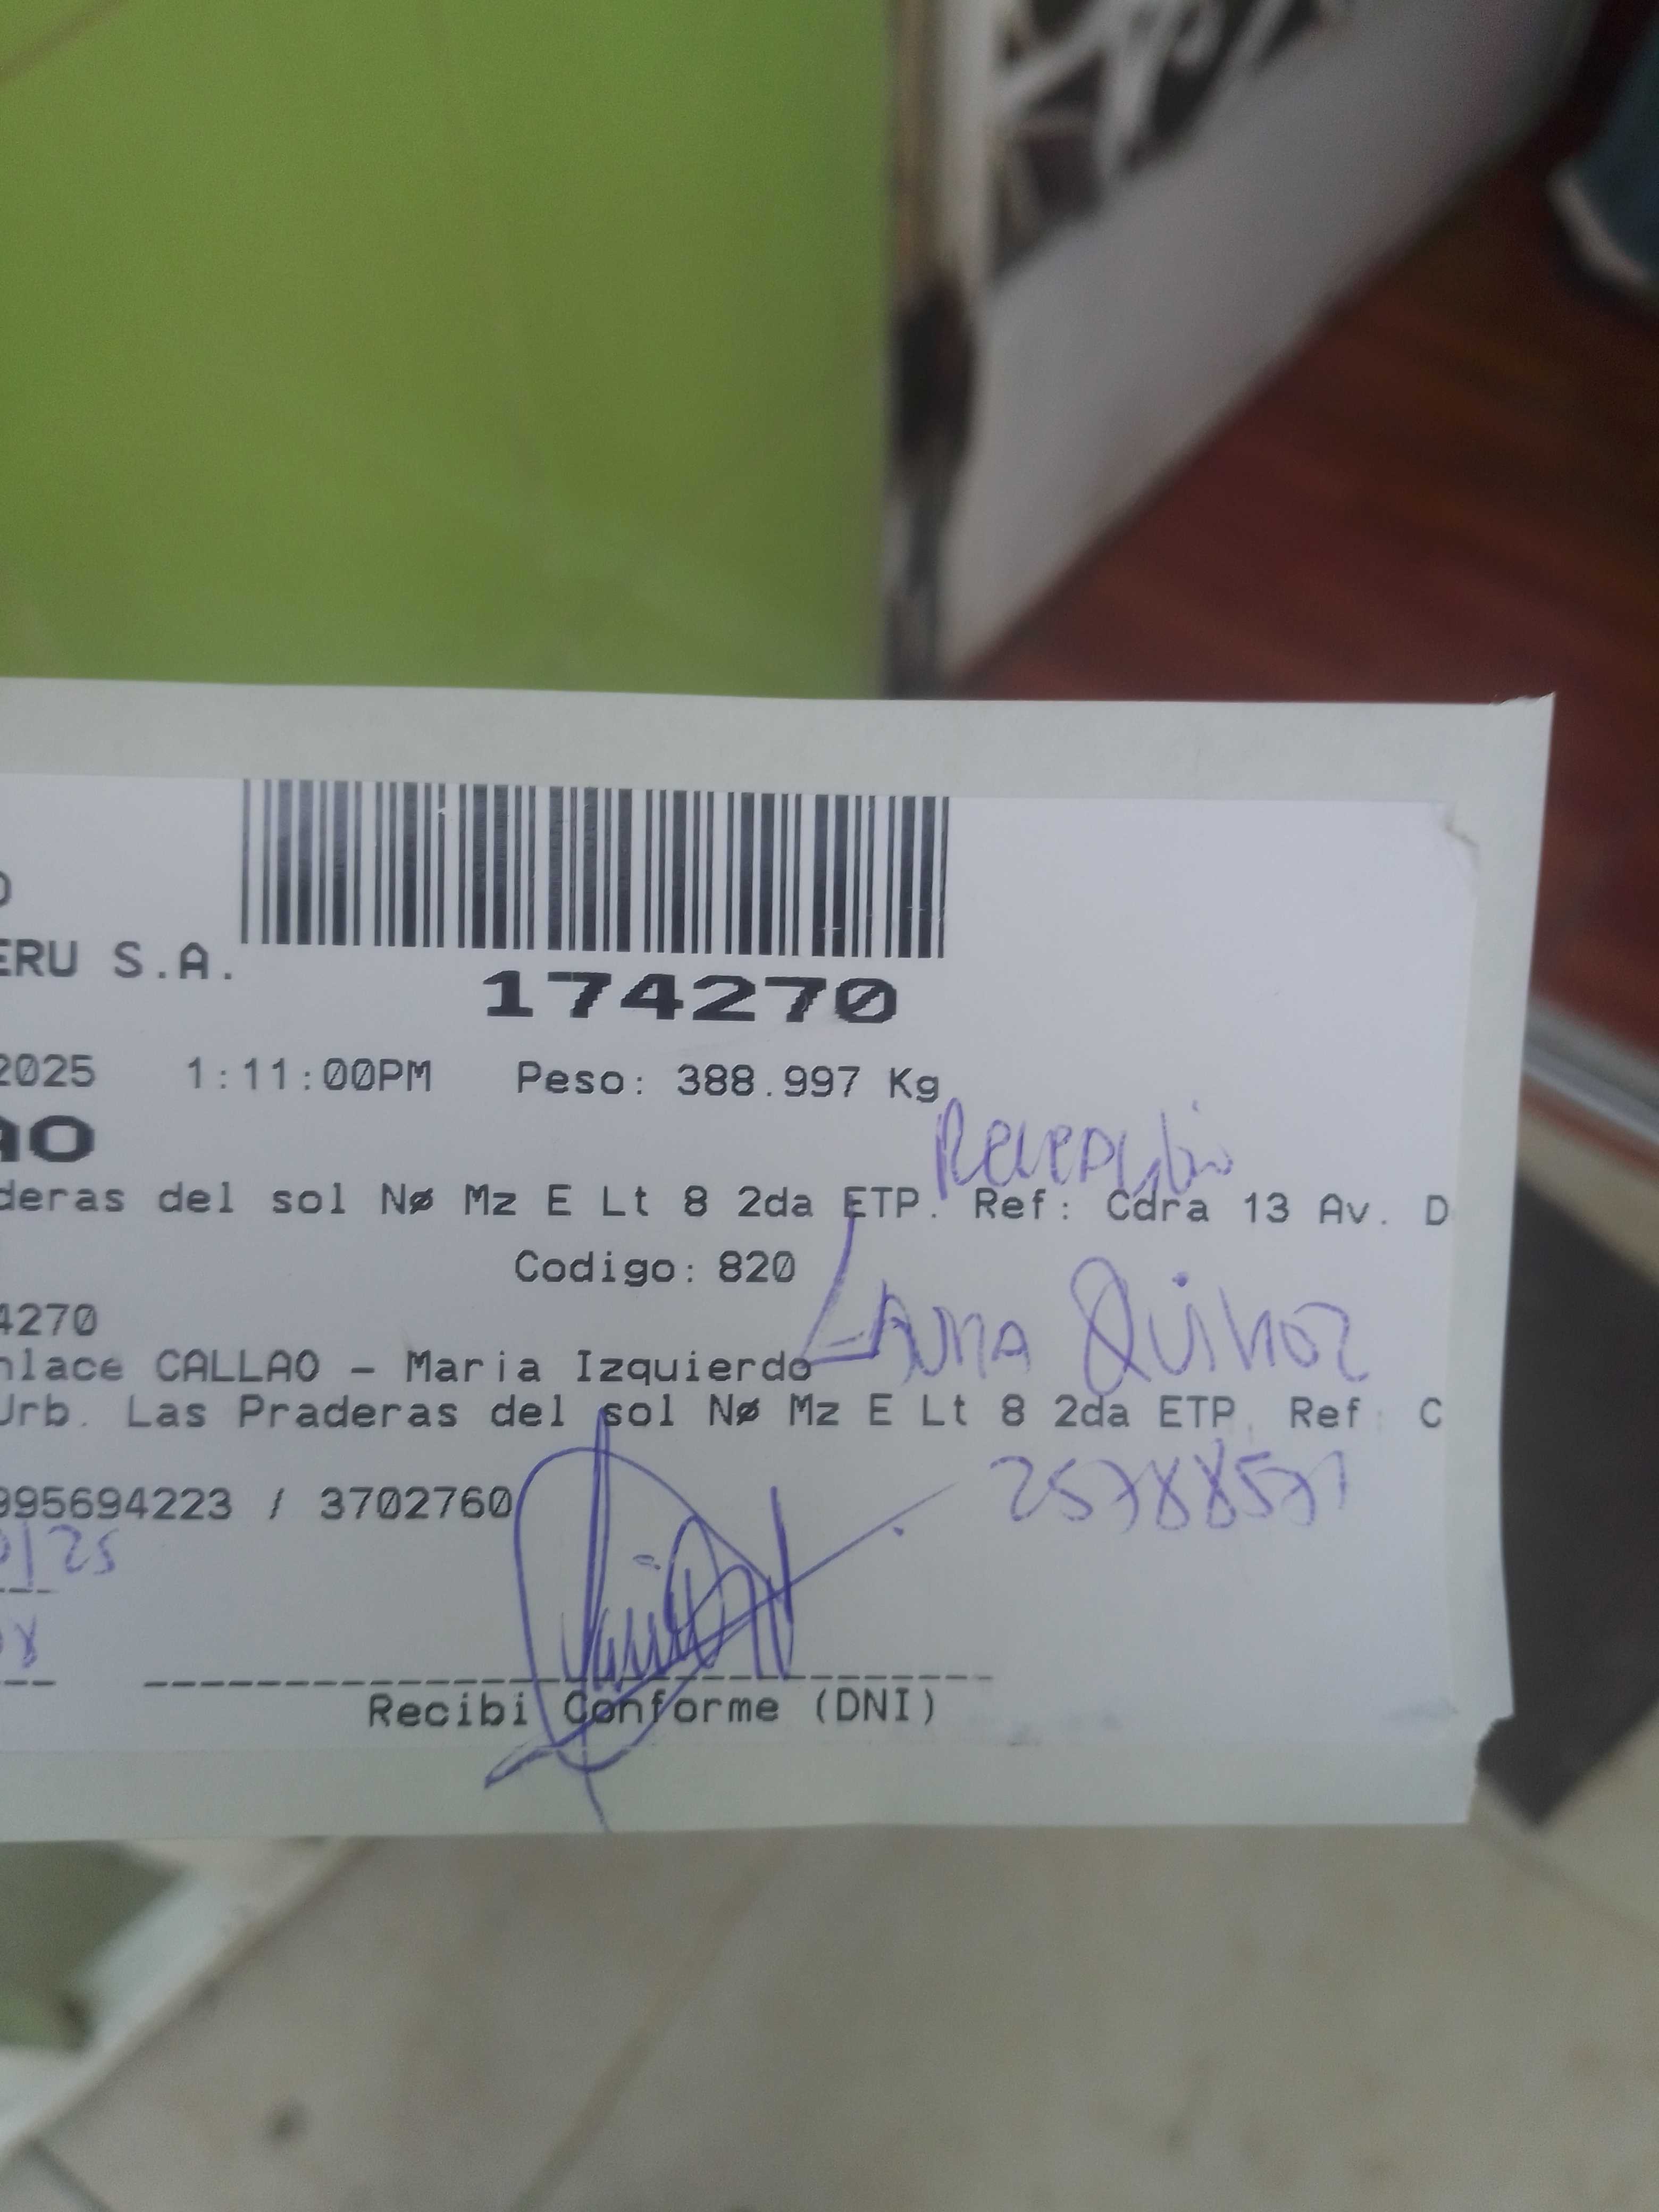 O
ERU S.A.
174270
2025 1:11:00PM Peso: 388.997 Kg
AO
Recepción
deras del sol Nø Mz E Lt 8 2da ETP. Ref: Cdra 13 Av. D
Codigo: 820
4270
Laura Quiñoz
nlace CALLAO - Maria Izquierdo
Urb. Las Praderas del sol Nø Mz E Lt 8 2da ETP. Ref: C
995694223 / 3702760
25788571
/25
Recibi Conforme (DNI)